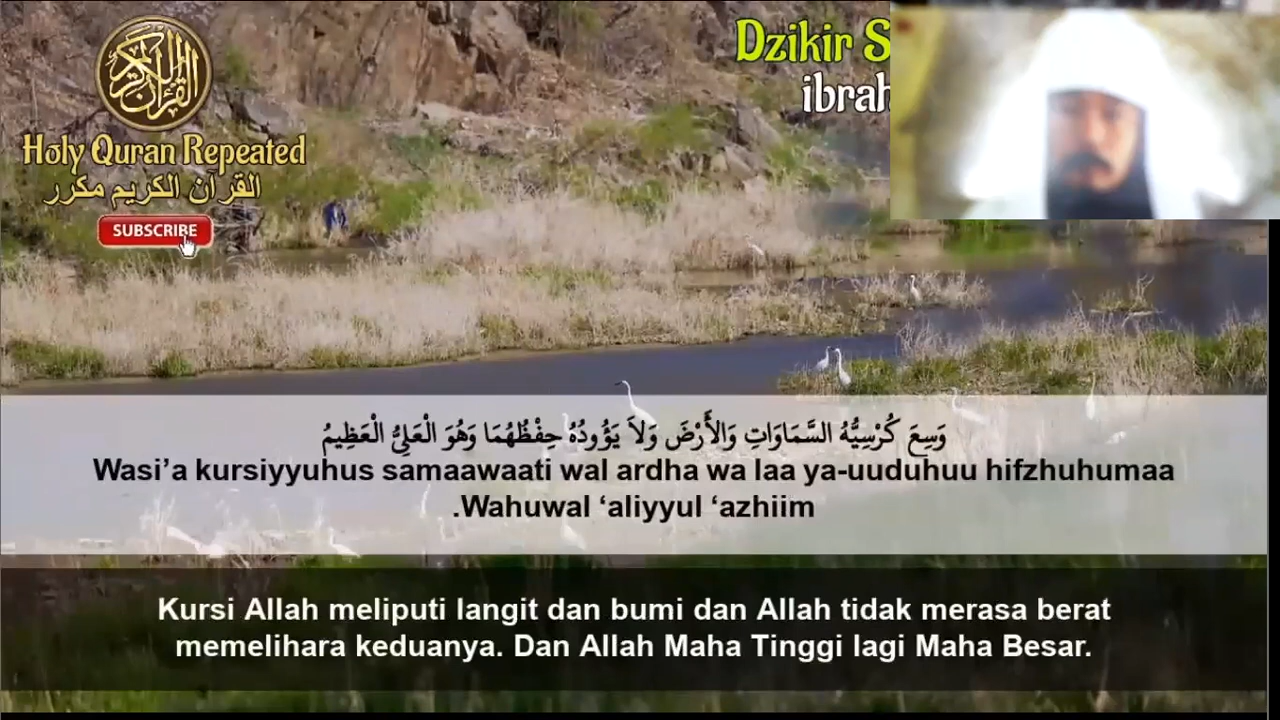 Holy Quran Repeated
القرآن الكريم مكرر
SUBSCRIBE
Dzikir S
ibrah
وَسِعَ كُرْسِيُّهُ السَّمَاوَاتِ وَالأَرْضَ وَلاَ يَؤُودُهُ حِفْظُهُمَا وَهُوَ الْعَلِيُّ الْعَظِيمُ
Wasi’a kursiyyuhus samaawaati wal ardha wa laa ya-uuduhuu hifzhuhumaa
.Wahuwal ‘aliyyul ‘azhiim
Kursi Allah meliputi langit dan bumi dan Allah tidak merasa berat
memelihara keduanya. Dan Allah Maha Tinggi lagi Maha Besar.